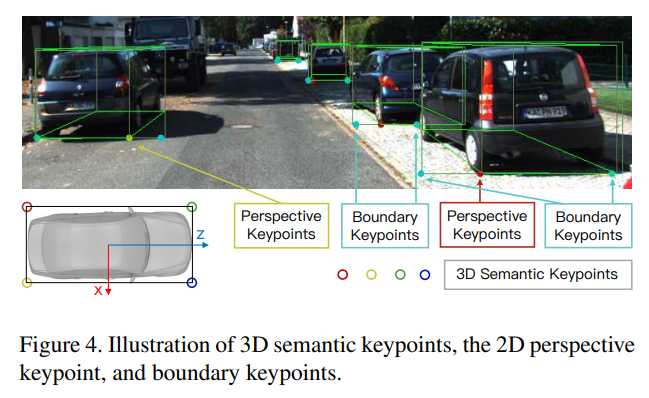 Perspective Keypoints
Boundary Keypoints
Perspective Keypoints
Boundary Keypoints
Z
X
3D Semantic Keypoints
Figure 4. Illustration of 3D semantic keypoints, the 2D perspective
keypoint, and boundary keypoints.